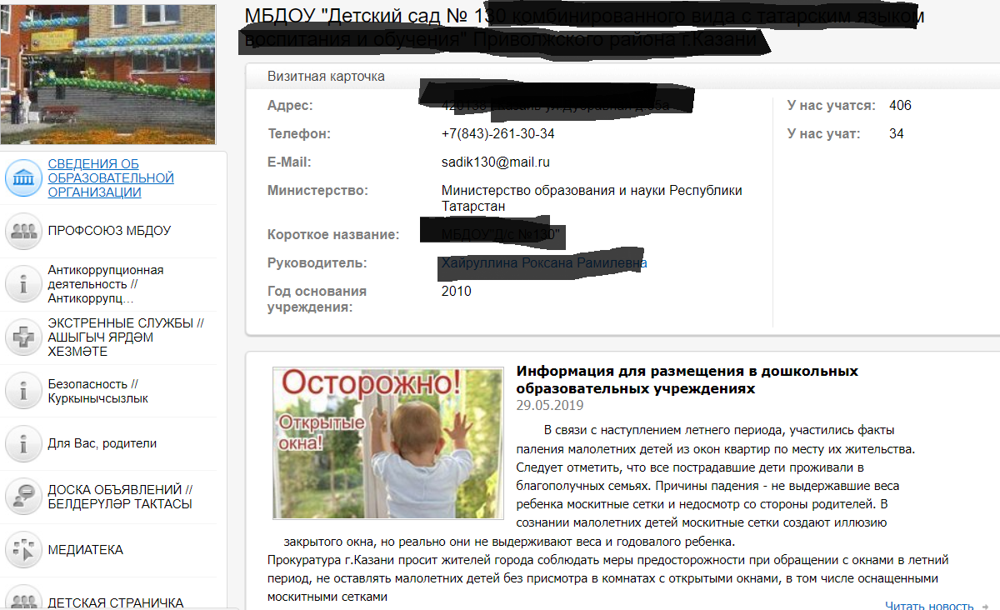 МБДОУ "Детский сад № 130 комбинированного вида с татарским языком
воспитания и обучения" Приволжского района г.Казани
Визитная карточка
Адрес:
У нас учатся: 406
Телефон: +7(843)-261-30-34
У нас учат: 34
E-Mail: sadik130@mail.ru
Министерство: Министерство образования и науки Республики
Татарстан
Короткое название: МБДОУ"Д/с №130"
Руководитель: Хайруллина Роксана Рамилевна
Год основания 2010
учреждения:
СВЕДЕНИЯ ОБ
ОБРАЗОВАТЕЛЬНОЙ
ОРГАНИЗАЦИИ
ПРОФСОЮЗ МБДОУ
Антикоррупционная
деятельность //
Антикоррупц...
ЭКСТРЕННЫЕ СЛУЖБЫ //
АШЫГЫЧ ЯРДӘМ
ХЕЗМӘТЕ
Безопасность //
Куркынычсызлык
Для Вас, родители
ДОСКА ОБЪЯВЛЕНИЙ //
БЕЛДЕРҮЛӘР ТАКТАСЫ
МЕДИАТЕКА
ДЕТСКАЯ СТРАНИЧКА
Осторожно!
Открытые
окна!
Информация для размещения в дошкольных
образовательных учреждениях
29.05.2019
В связи с наступлением летнего периода, участились факты
паления малолетних детей из окон квартир по месту их жительства.
Следует отметить, что все пострадавшие дети проживали в
благополучных семьях. Причины падения - не выдержавшие веса
ребенка москитные сетки и недосмотр со стороны родителей. В
сознании малолетних детей москитные сетки создают иллюзию
закрытого окна, но реально они не выдерживают веса и годовалого ребенка.
Прокуратура г.Казани просит жителей города соблюдать меры предосторожности при обращении с окнами в летний
период, не оставлять малолетних детей без присмотра в комнатах с открытыми окнами, в том числе оснащенными
москитными сетками
Читать новость